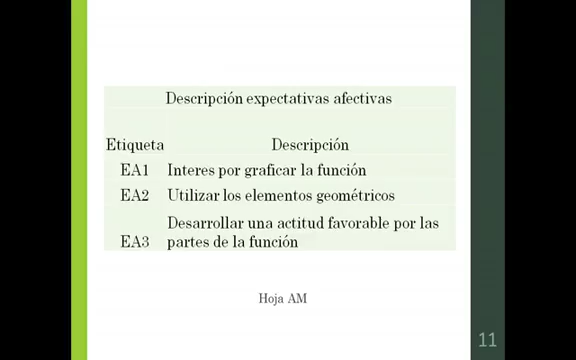 Descripción expectativas afectivas
Etiqueta Descripción
EA1 Interes por graficar la función
EA2 Utilizar los elementos geométricos
Desarrollar una actitud favorable por las
EA3 partes de la función
Hoja AM
11